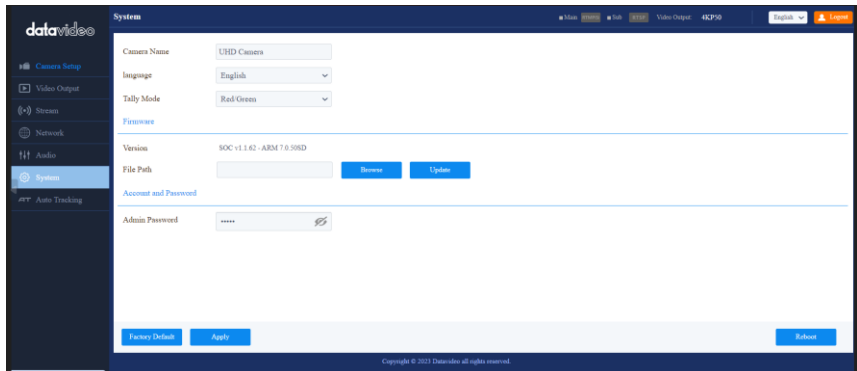 datavideo
System
Main RTMPS Sub RTSP Video Output: 4KP50 English Logout
Camera Setup
Video Output
Stream
Network
Audio
System
Auto Tracking
Camera Name UHD Camera
language English
Tally Mode Red/Green
Firmware
Version SOC v1.1.62 - ARM 7.0.50SD
File Path Browse Update
Account and Password
Admin Password •••••
Factory Default Apply Reboot
Copyright © 2023 Datavideo all rights reserved.